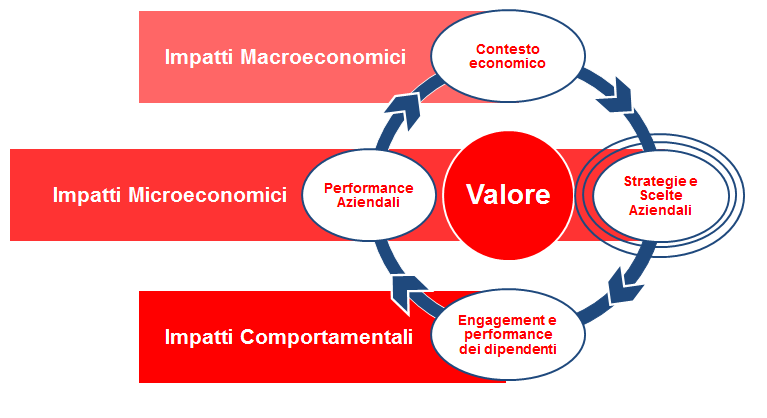 Impatti Macroeconomici
Contesto
economico
Impatti Microeconomici
Performance
Aziendali
Valore
Strategie e
Scelte
Aziendali
Impatti Comportamentali
Engagement e
performance
dei dipendenti